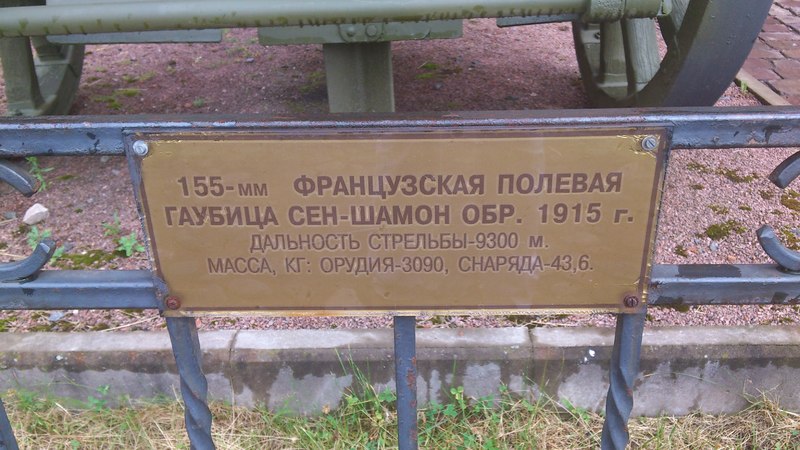 155-мм ФРАНЦУЗСКАЯ ПОЛЕВАЯ
ГАУБИЦА СЕН-ШАМОН ОБР. 1915 г.
ДАЛЬНОСТЬ СТРЕЛЬБЫ-9300 м.
МАССА, КГ: ОРУДИЯ-3090, СНАРЯДА-43,6.